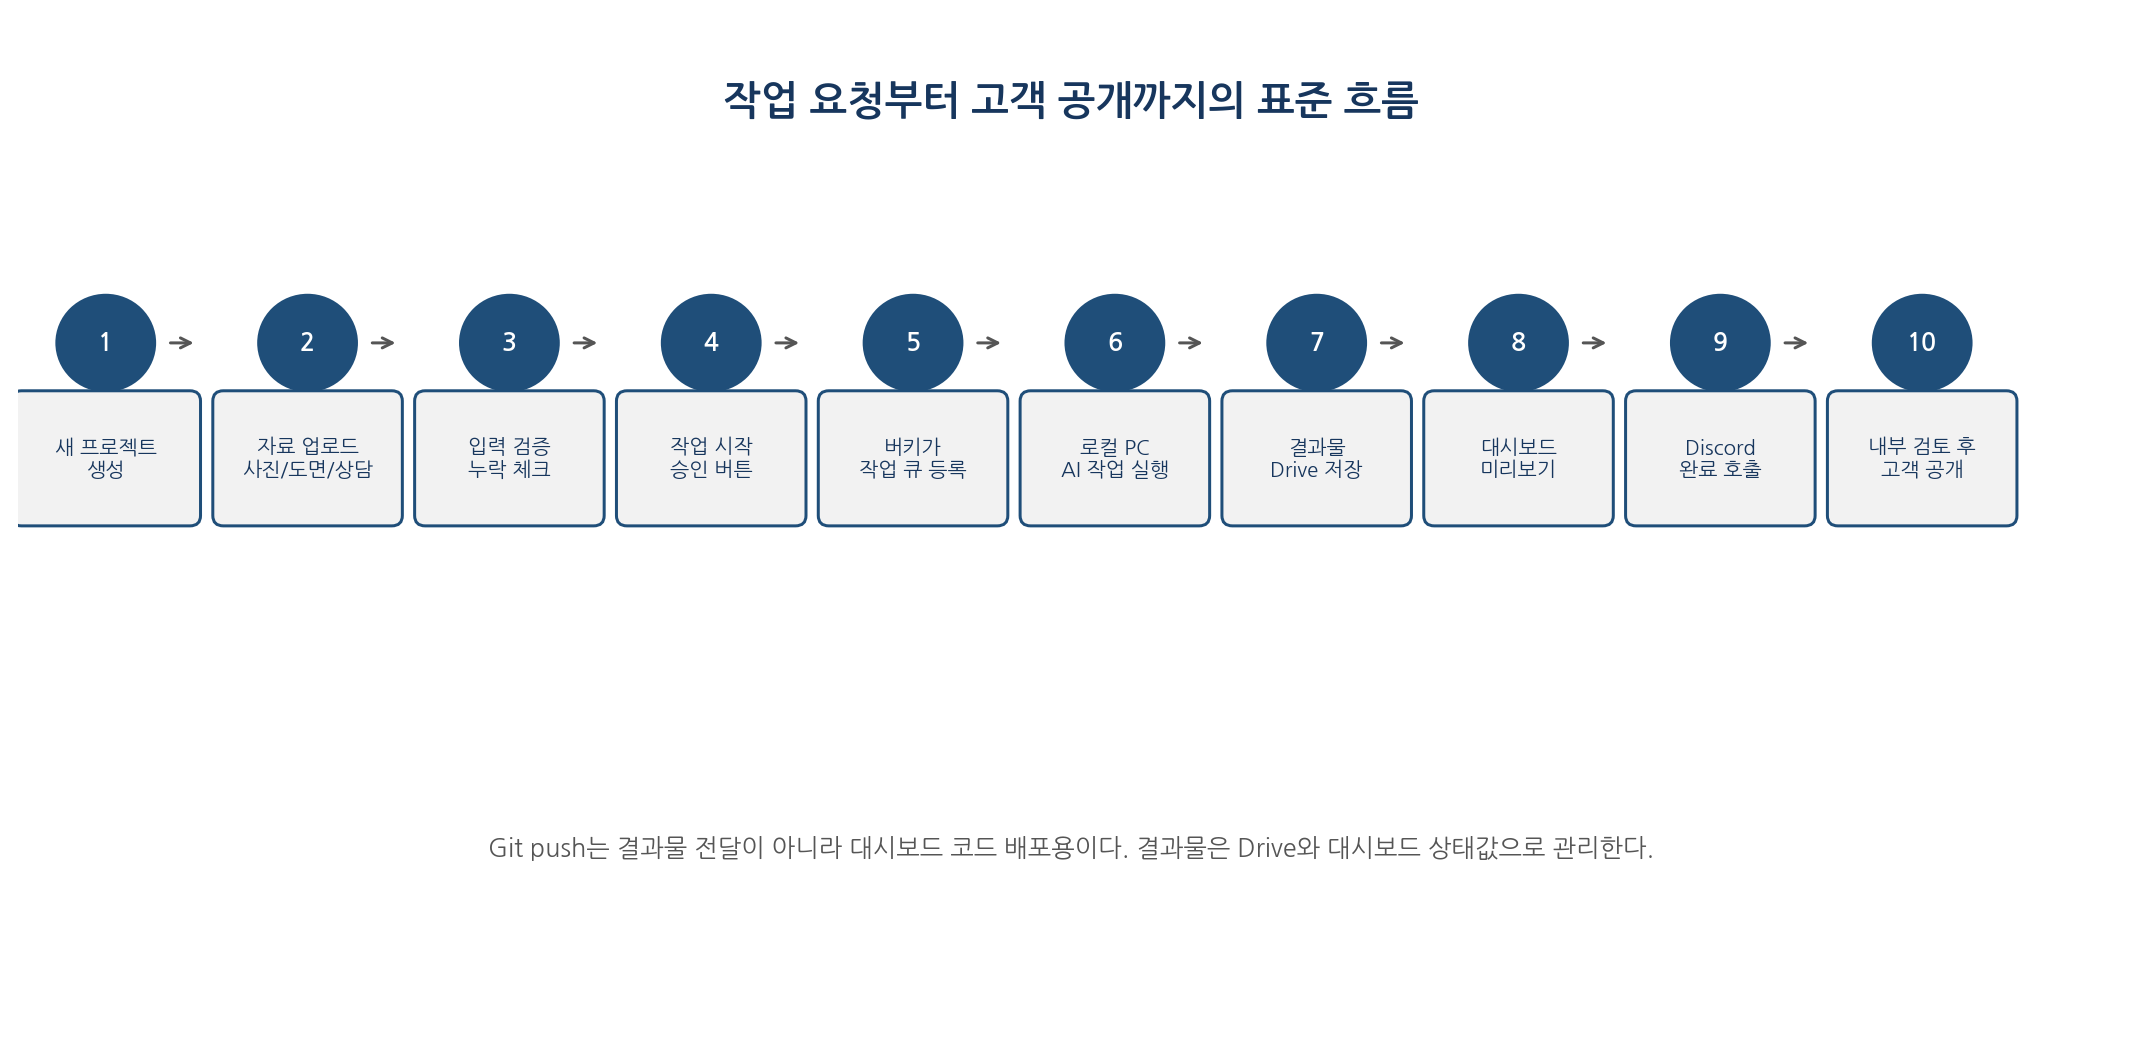 작업 요청부터 고객 공개까지의 표준 흐름
1
2
3
4
5
6
7
8
9
10
새 프로젝트
생성
자료 업로드
사진/도면/상담
입력 검증
누락 체크
작업 시작
승인 버튼
버키가
작업 큐 등록
로컬 PC
AI 작업 실행
결과물
Drive 저장
대시보드
미리보기
Discord
완료 호출
내부 검토 후
고객 공개
Git push는 결과물 전달이 아니라 대시보드 코드 배포용이다. 결과물은 Drive와 대시보드 상태값으로 관리한다.